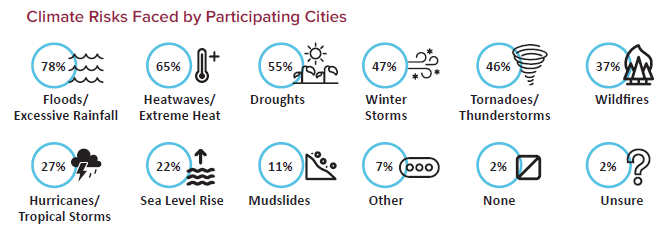 Climate Risks Faced by Participating Cities
78%
Floods/
Excessive Rainfall
65%
Heatwaves/
Extreme Heat
55%
Droughts
47%
Winter
Storms
46%
Tornadoes/
Thunderstorms
37%
Wildfires
27%
Hurricanes/
Tropical Storms
22%
Sea Level Rise
11%
Mudslides
7%
Other
2%
None
2%
Unsure